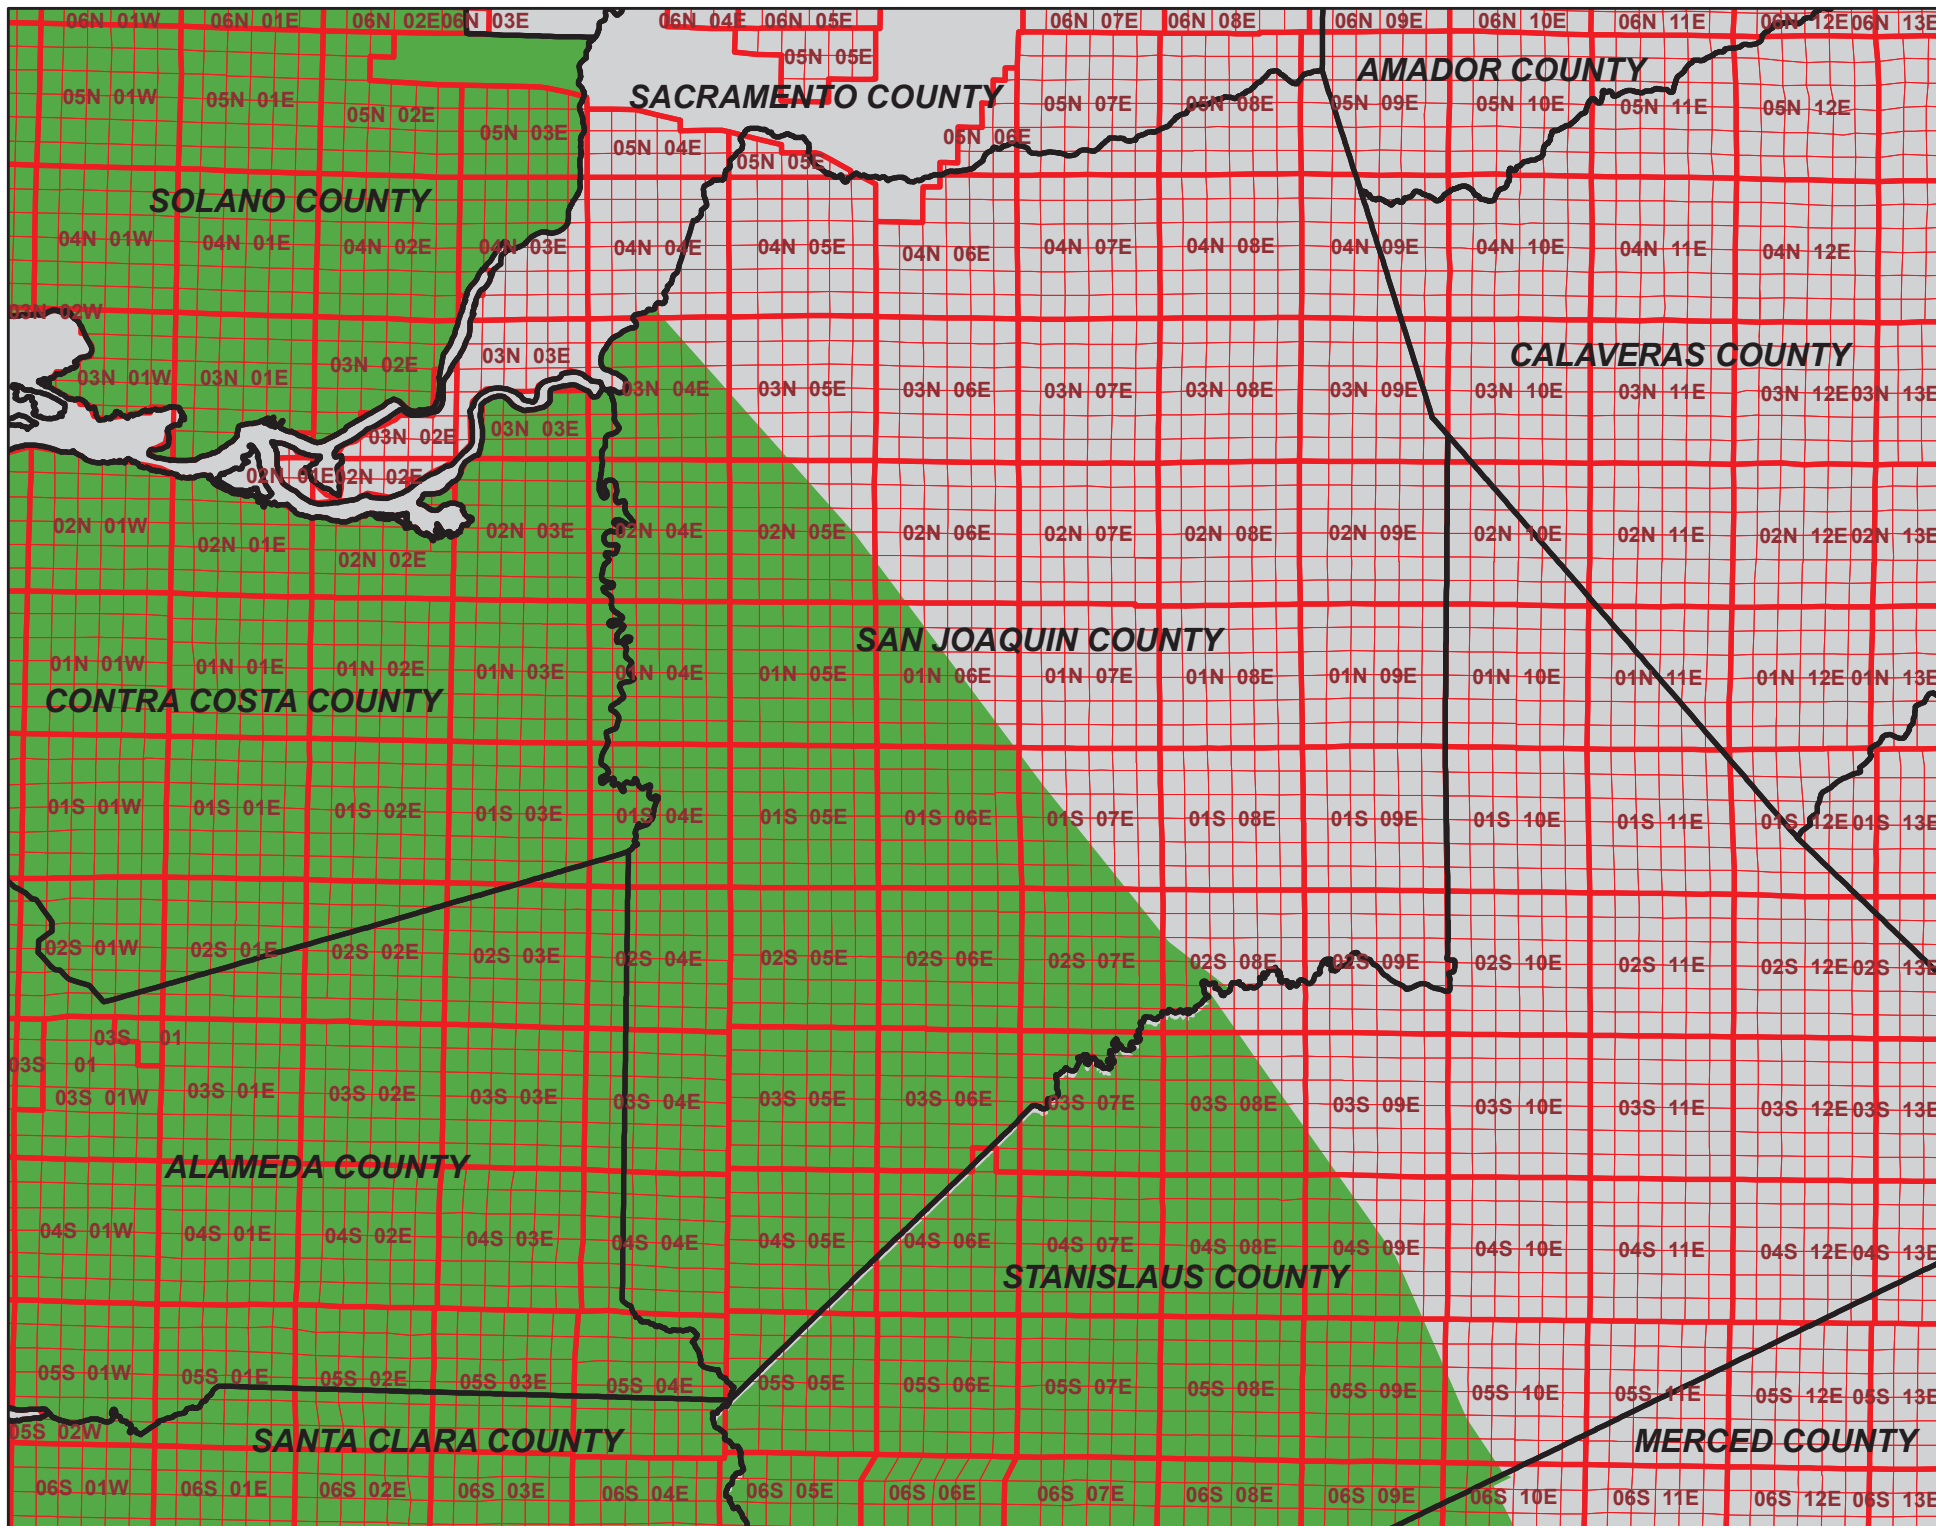 06N 01W 06N 01E 06N 02E 06N 03E 06N 04E 06N 05E 06N 07E 06N 08E 06N 09E 06N 10E 06N 11E 06N 12E 06N 13E
05N 05E
AMADOR COUNTY
SACRAMENTO COUNTY
05N 01W 05N 01E 05N 02E 05N 03E 05N 04E 05N 05E 05N 06E 05N 07E 05N 08E 05N 09E 05N 10E 05N 11E 05N 12E
SOLANO COUNTY
04N 01W 04N 01E 04N 02E 04N 03E 04N 04E 04N 05E 04N 06E 04N 07E 04N 08E 04N 09E 04N 10E 04N 11E 04N 12E
03N 02W
03N 03E
CALAVERAS COUNTY
03N 01W 03N 01E 03N 02E 03N 04E 03N 05E 03N 06E 03N 07E 03N 08E 03N 09E 03N 10E 03N 11E 03N 12E 03N 13E
03N 02E 03N 03E
02N 01E 02N 02E
02N 01W 02N 01E 02N 02E 02N 03E 02N 04E 02N 05E 02N 06E 02N 07E 02N 08E 02N 09E 02N 10E 02N 11E 02N 12E 02N 13E
SAN JOAQUIN COUNTY
01N 01W 01N 01E 01N 02E 01N 03E 01N 04E 01N 05E 01N 06E 01N 07E 01N 08E 01N 09E 01N 10E 01N 11E 01N 12E 01N 13E
CONTRA COSTA COUNTY
01S 01W 01S 01E 01S 02E 01S 03E 01S 04E 01S 05E 01S 06E 01S 07E 01S 08E 01S 09E 01S 10E 01S 11E 01S 12E 01S 13E
02S 01W 02S 01E 02S 02E 02S 03E 02S 04E 02S 05E 02S 06E 02S 07E 02S 08E 02S 09E 02S 10E 02S 11E 02S 12E 02S 13E
03S 01
03S 01
03S 01W 03S 01E 03S 02E 03S 03E 03S 04E 03S 05E 03S 06E 03S 07E 03S 08E 03S 09E 03S 10E 03S 11E 03S 12E 03S 13E
ALAMEDA COUNTY
04S 01W 04S 01E 04S 02E 04S 03E 04S 04E 04S 05E 04S 06E 04S 07E 04S 08E 04S 09E 04S 10E 04S 11E 04S 12E 04S 13E
STANISLAUS COUNTY
05S 01W 05S 01E 05S 02E 05S 03E 05S 04E 05S 05E 05S 06E 05S 07E 05S 08E 05S 09E 05S 10E 05S 11E 05S 12E 05S 13E
05S 02W
SANTA CLARA COUNTY
MERCED COUNTY
06S 01W 06S 01E 06S 02E 06S 03E 06S 04E 06S 05E 06S 06E 06S 07E 06S 08E 06S 09E 06S 10E 06S 11E 06S 12E 06S 13E